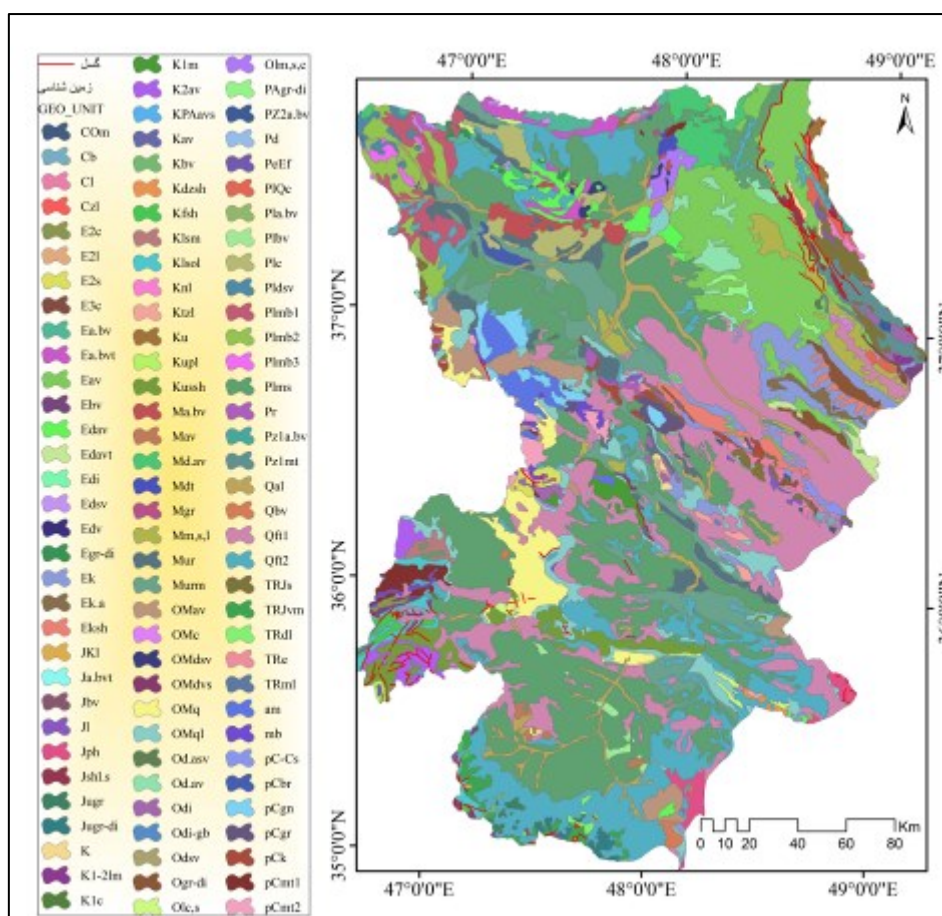 گسل
زمین شناسی
GEO_UNIT
COm
Cb
Cl
Czl
E2c
E2l
E2s
E3c
Ea.bv
Ea.bvt
Eav
Ebv
Edav
Edavt
Edi
Edsv
Edv
Egr-di
Ek
Ek.a
Eksh
JKl
Ja.bvt
Jbv
Jl
Jph
Jshl.s
Jugr
Jugr-di
K
K1-2lm
K1c
K1m
K2av
KPAavs
Kav
Kbv
Kdzsh
Kfsh
Klsm
Klsol
Knl
Ktzl
Ku
Kupl
Kussh
Ma.bv
Mav
Md.av
Mdt
Mgr
Mm,s,l
Mur
Murm
OMav
OMc
OMdsv
OMdvs
OMq
OMql
Od.asv
Od.av
Odi
Odi-gb
Odsv
Ogr-di
Olc,s
Olm,s,c
PAgr-di
PZ2a.bv
Pd
PeEf
PlQc
Pla.bv
Plbv
Plc
Pldsv
Plmb1
Plmb2
Plmb3
Plms
Pr
Pz1a.bv
Pz1mt
Qal
Qbv
Qft1
Qft2
TRJs
TRJvm
TRdl
TRe
TRml
am
mb
pC-Cs
pCbr
pCgn
pCgr
pCk
pCmt1
pCmt2
47°0'0"E 48°0'0"E 49°0'0"E
N
37°0'0"N
36°0'0"N
35°0'0"N
Km
0 10 20 40 60 80
47°0'0"E 48°0'0"E 49°0'0"E